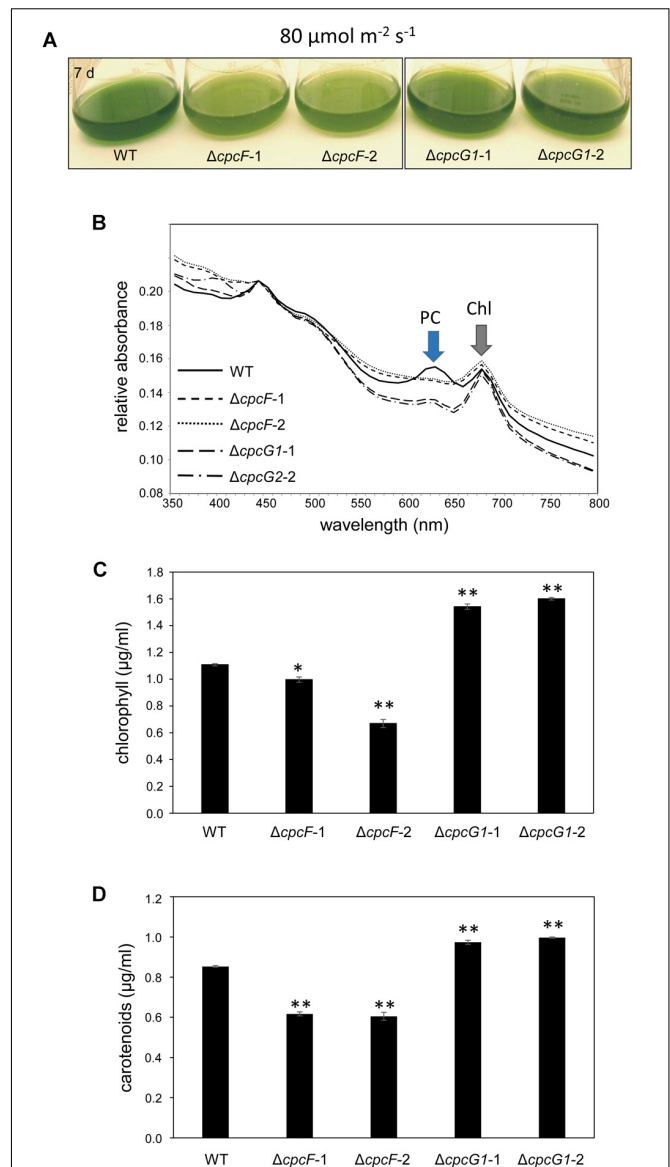 A
80 µmol m⁻² s⁻¹
7 d
WT ΔcpcF-1 ΔcpcF-2 ΔcpcG1-1 ΔcpcG1-2
B
relative absorbance
0.20
0.18
0.16
0.14
0.12
0.10
0.08
PC Chl
WT
ΔcpcF-1
ΔcpcF-2
ΔcpcG1-1
ΔcpcG2-2
350 400 450 500 550 600 650 700 750 800
wavelength (nm)
C
chlorophyll (µg/ml)
1.8
1.6
1.4
1.2
1.0
0.8
0.6
0.4
0.2
0.0
* ** ** **
WT ΔcpcF-1 ΔcpcF-2 ΔcpcG1-1 ΔcpcG1-2
D
carotenoids (µg/ml)
1.2
1.0
0.8
0.6
0.4
0.2
0.0
** ** ** **
WT ΔcpcF-1 ΔcpcF-2 ΔcpcG1-1 ΔcpcG1-2